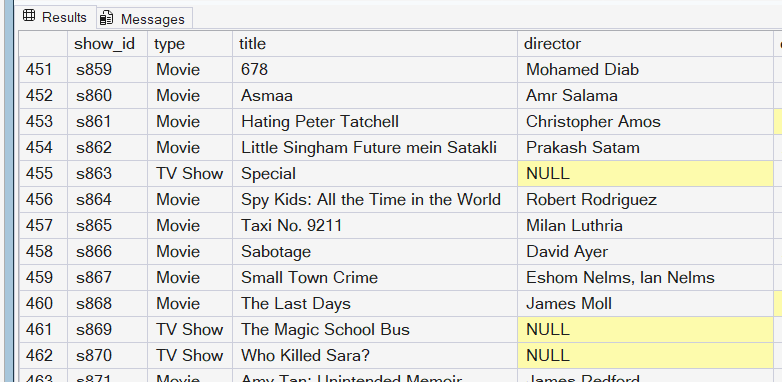 Results Messages
show_id type title director
451 s859 Movie 678 Mohamed Diab
452 s860 Movie Asmaa Amr Salama
453 s861 Movie Hating Peter Tatchell Christopher Amos
454 s862 Movie Little Singham Future mein Satakli Prakash Satam
455 s863 TV Show Special NULL
456 s864 Movie Spy Kids: All the Time in the World Robert Rodriguez
457 s865 Movie Taxi No. 9211 Milan Luthria
458 s866 Movie Sabotage David Ayer
459 s867 Movie Small Town Crime Eshom Nelms, Ian Nelms
460 s868 Movie The Last Days James Moll
461 s869 TV Show The Magic School Bus NULL
462 s870 TV Show Who Killed Sara? NULL
463 s871 Movie Amy Tan: Unintended Memoir James Redford